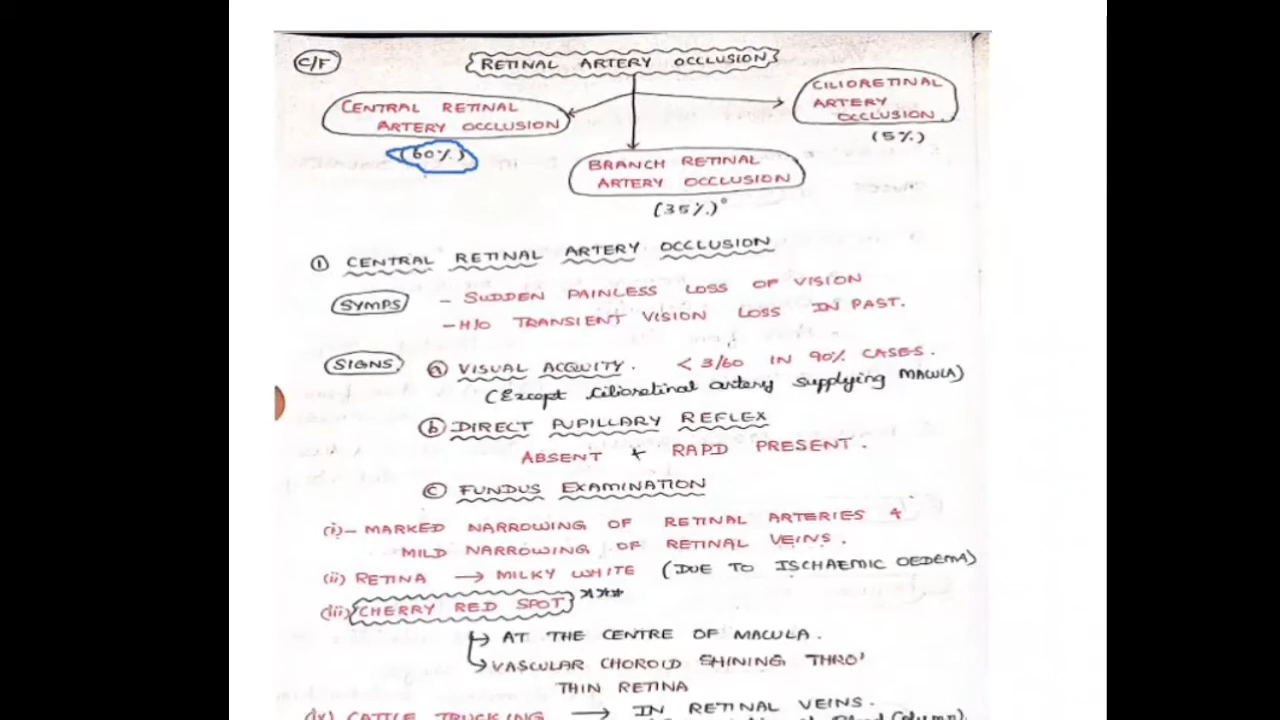 C/F
RETINAL ARTERY OCCLUSION
CENTRAL RETINAL
ARTERY OCCLUSION
(60%)
BRANCH RETINAL
ARTERY OCCLUSION
(35%)
CILIORETINAL
ARTERY
OCCLUSION
(5%)
① CENTRAL RETINAL ARTERY OCCLUSION
SYMPS - SUDDEN PAINLESS LOSS OF VISION
- H/O TRANSIENT VISION LOSS IN PAST.
SIGNS ⓐ VISUAL ACQUITY. < 3/60 IN 90% CASES.
(Except Cilioretinal artery supplying MACULA)
ⓑ DIRECT PUPILLARY REFLEX
ABSENT + RAPD PRESENT.
ⓒ FUNDUS EXAMINATION
(i) - MARKED NARROWING OF RETINAL ARTERIES &
MILD NARROWING OF RETINAL VEINS.
(ii) RETINA → MILKY WHITE (DUE TO ISCHAEMIC OEDEMA)
(iii) CHERRY RED SPOT ***
→ AT THE CENTRE OF MACULA.
→ VASCULAR CHOROID SHINING THRO'
THIN RETINA
(iv) CATTLE TRUCKING → IN RETINAL VEINS.